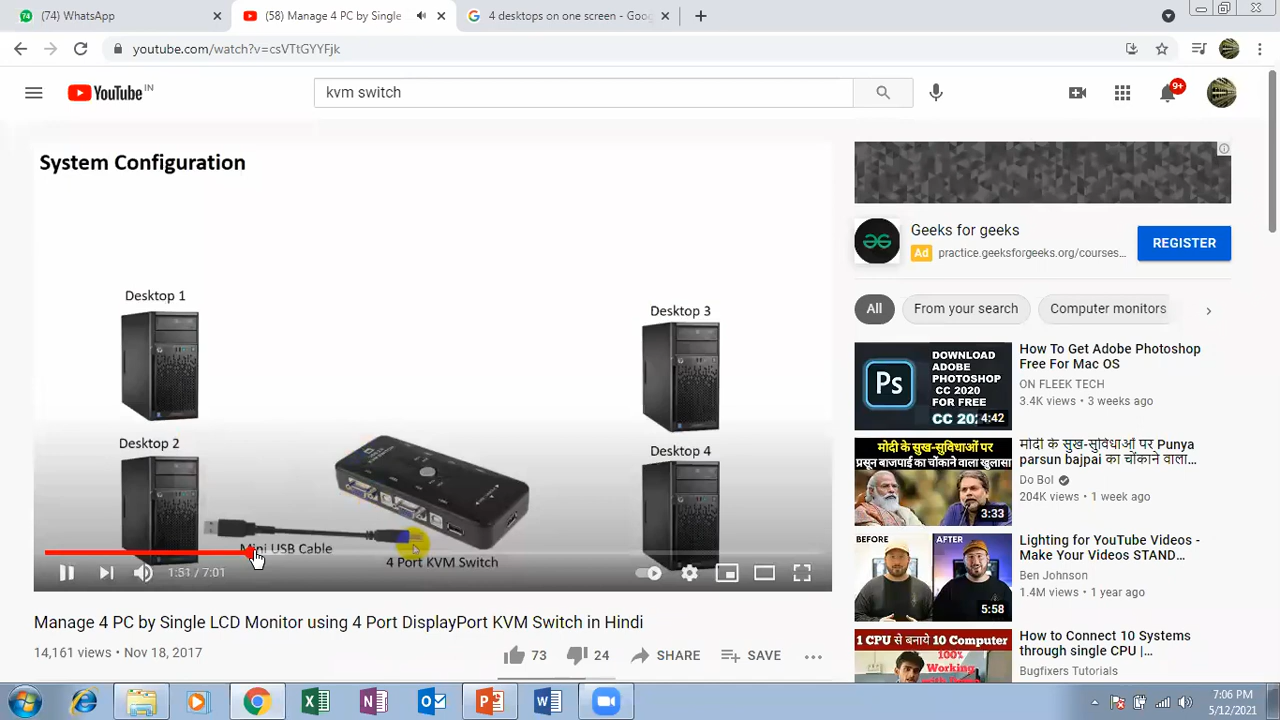 (74) WhatsApp
(58) Manage 4 PC by Single
4 desktops on one screen - Goo
youtube.com/watch?v=csVTtGYYFjk
YouTube IN
kvm switch
9+
System Configuration
Desktop 1
Desktop 2
Desktop 3
Desktop 4
Mini USB Cable
4 Port KVM Switch
1:51 / 7:01
Manage 4 PC by Single LCD Monitor using 4 Port DisplayPort KVM Switch in Hindi
14,161 views • Nov 18, 2017
73
24
SHARE
SAVE
Geeks for geeks
Ad practice.geeksforgeeks.org/courses...
REGISTER
All
From your search
Computer monitors
Ps
DOWNLOAD
ADOBE
PHOTOSHOP
CC 2020
FOR FREE
4:42
How To Get Adobe Photoshop
Free For Mac OS
ON FLEEK TECH
3.4K views • 3 weeks ago
मोदी के सुख-सुविधाओं पर
प्रसून बाजपाई का चोंकाने वाला खुलासा
3:33
मोदी के सुख-सुविधाओं पर Punya
parsun bajpai का चोंकाने वाला...
Do Bol
204K views • 1 week ago
BEFORE
AFTER
5:58
Lighting for YouTube Videos -
Make Your Videos STAND...
Ben Johnson
1.4M views • 1 year ago
1 CPU से बनाये 10 Computer
100%
Working
How to Connect 10 Systems
through single CPU |...
Bugfixers Tutorials
7:06 PM
5/12/2021